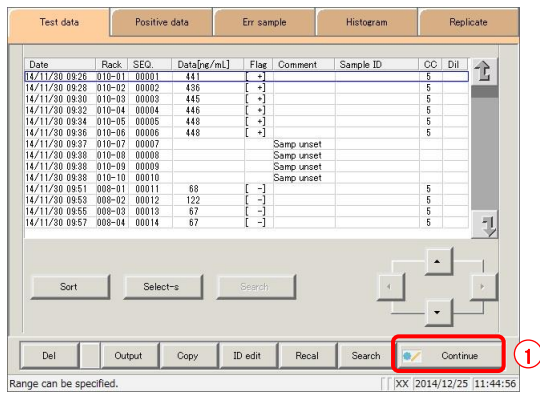 Test data Positive data Err sample Histogram Replicate
Date Rack SEQ. Data[ng/mL] Flag Comment Sample ID CC Dil
14/11/30 09:26 010-01 00001 441 [ +] 5
14/11/30 09:28 010-02 00002 436 [ +] 5
14/11/30 09:30 010-03 00003 445 [ +] 5
14/11/30 09:32 010-04 00004 446 [ +] 5
14/11/30 09:34 010-05 00005 448 [ +] 5
14/11/30 09:36 010-06 00006 448 [ +] 5
14/11/30 09:37 010-07 00007 Samp unset
14/11/30 09:38 010-08 00008 Samp unset
14/11/30 09:38 010-09 00009 Samp unset
14/11/30 09:38 010-10 00010 Samp unset
14/11/30 09:51 008-01 00011 68 [ -] 5
14/11/30 09:53 008-02 00012 122 [ -] 5
14/11/30 09:55 008-03 00013 67 [ -] 5
14/11/30 09:57 008-04 00014 67 [ -] 5
Sort Select-s Search
Del Output Copy ID edit Recal Search Continue 1
Range can be specified. XX 2014/12/25 11:44:56